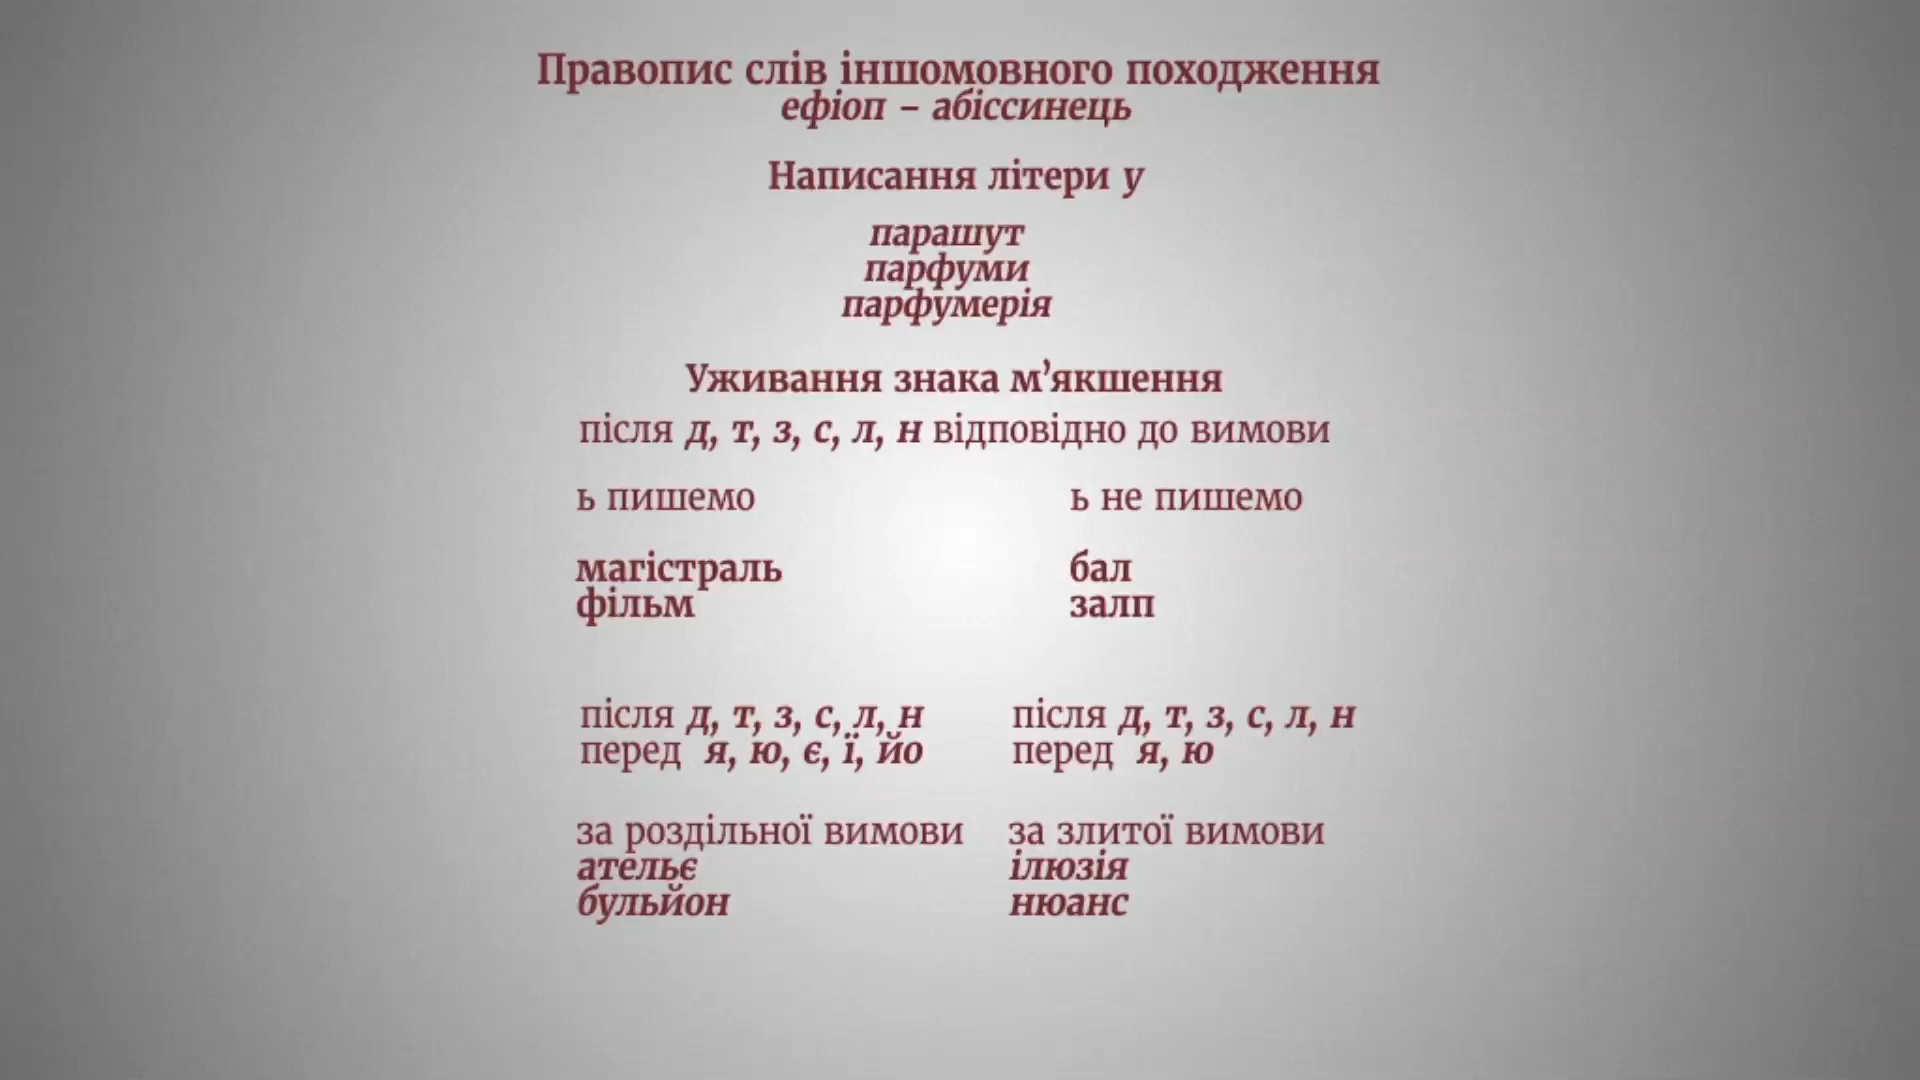 Правопис слів іншомовного походження
ефіоп – абіссинець
Написання літери у
парашут
парфуми
парфумерія
Уживання знака м’якшення
після д, т, з, с, л, н відповідно до вимови
ь пишемо
ь не пишемо
магістраль
фільм
бал
залп
після д, т, з, с, л, н
перед я, ю, є, ї, йо
після д, т, з, с, л, н
перед я, ю
за роздільної вимови
ательє
бульйон
за злитої вимови
ілюзія
нюанс